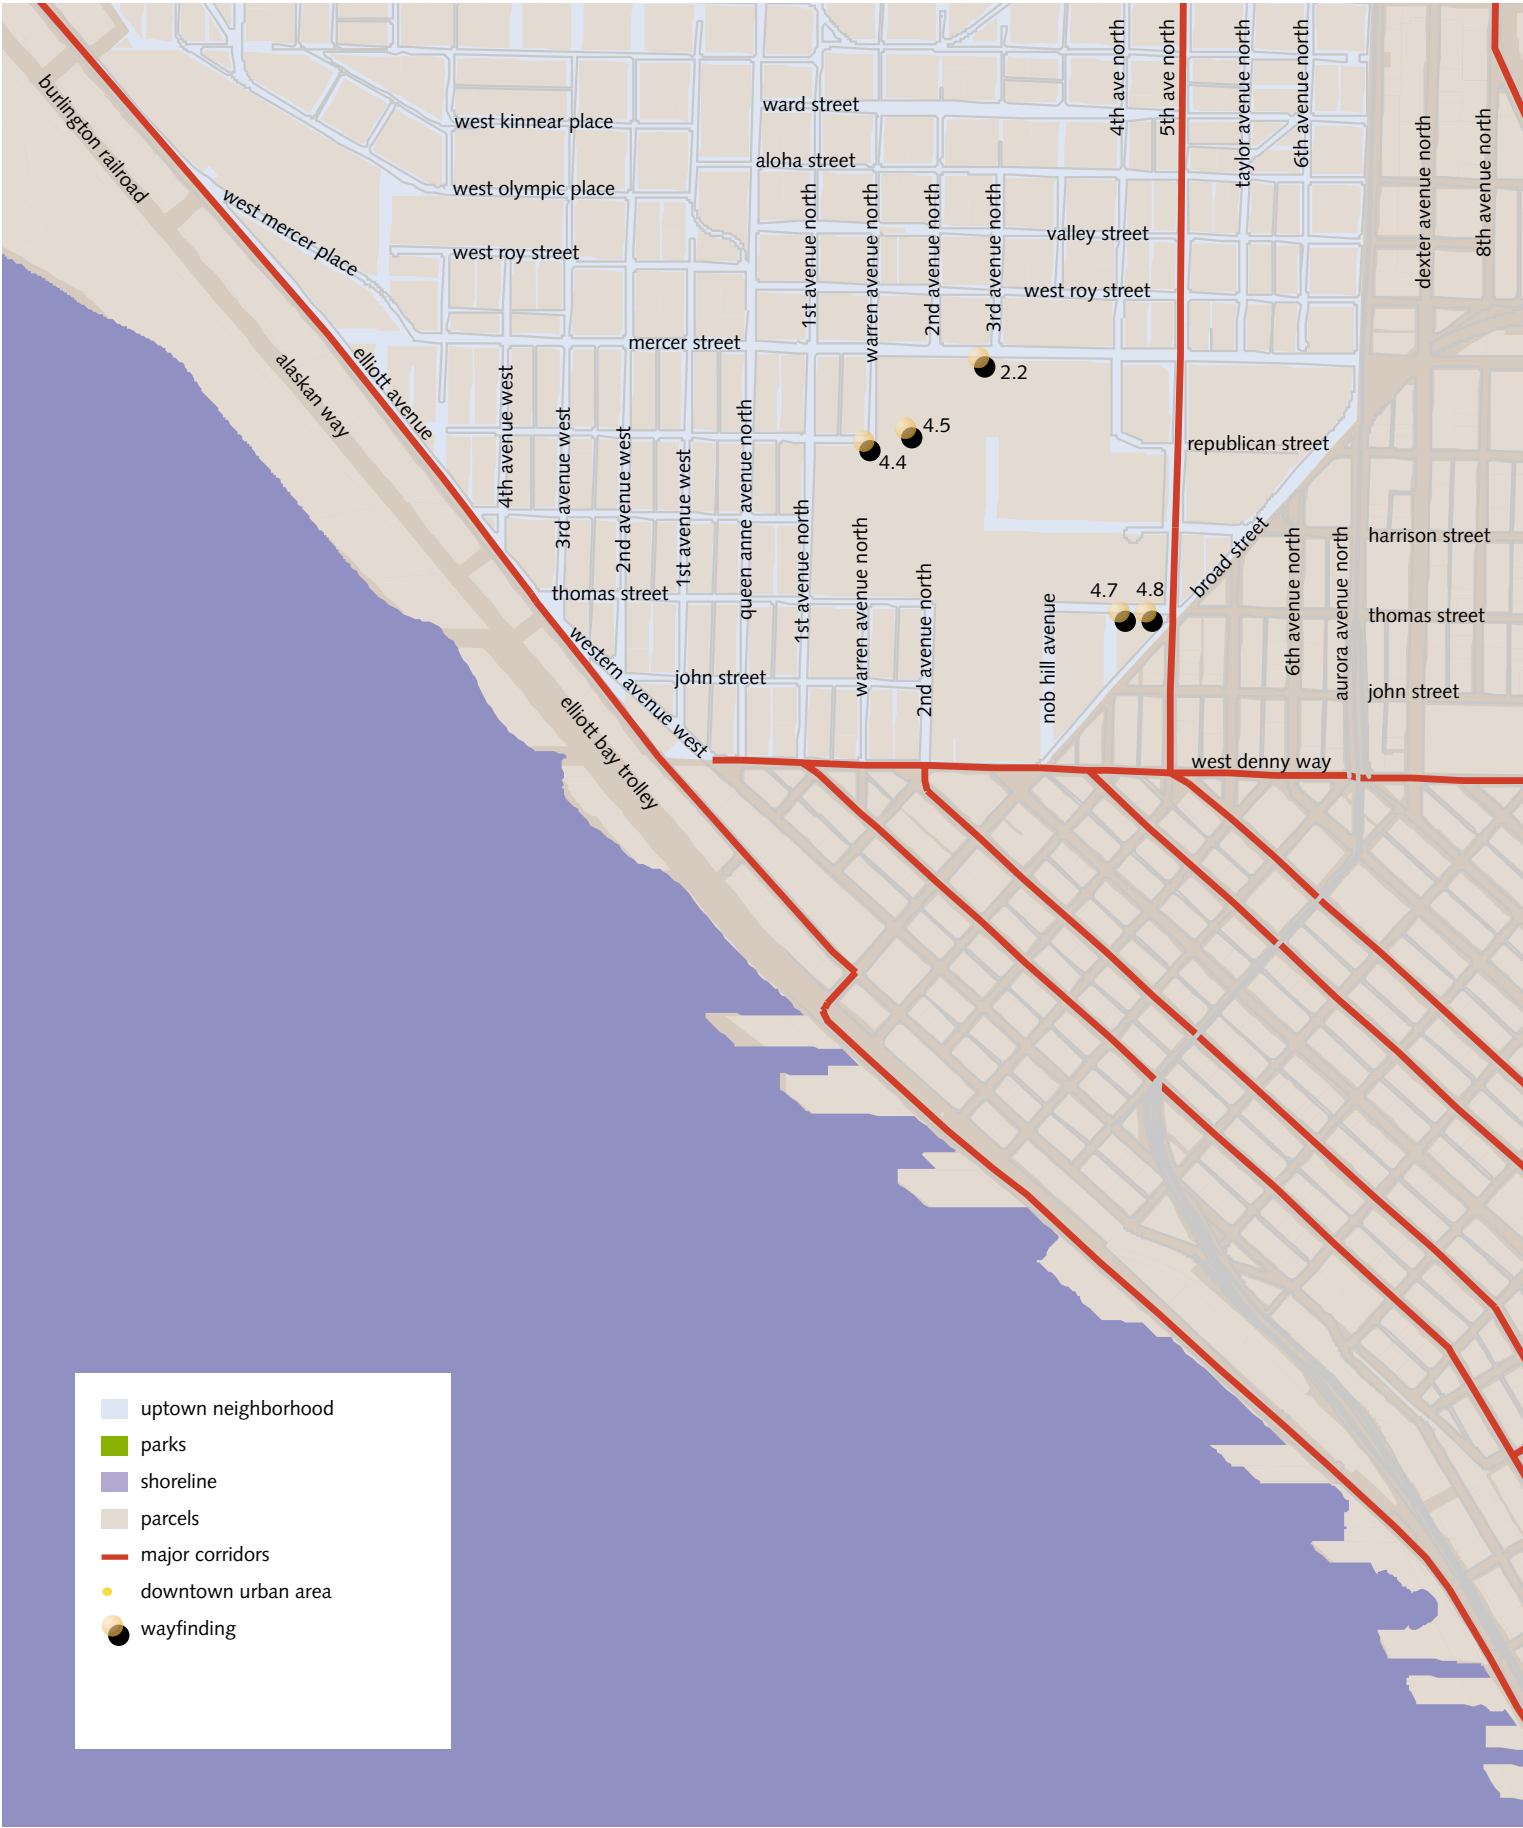 4th ave north
5th ave north
taylor avenue north
6th avenue north
burlington railroad
ward street
west kinnear place
dexter avenue north
8th avenue north
aloha street
west olympic place
west mercer place
1st avenue north
warren avenue north
2nd avenue north
3rd avenue north
valley street
west roy street
west roy street
mercer street
elliott avenue
alaskan way
2.2
4th avenue west
3rd avenue west
2nd avenue west
1st avenue west
queen anne avenue north
4.5
4.4
republican street
1st avenue north
warren avenue north
2nd avenue north
broad street
6th avenue north
aurora avenue north
harrison street
thomas street
4.7
4.8
nob hill avenue
thomas street
western avenue west
john street
john street
elliott bay trolley
west denny way
uptown neighborhood
parks
shoreline
parcels
major corridors
downtown urban area
wayfinding